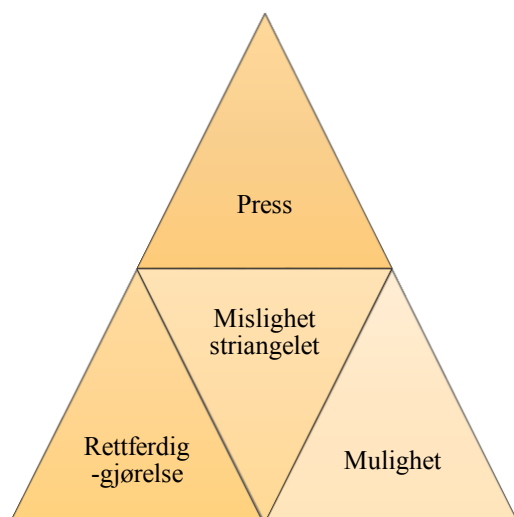 Press
Mislighet
striangelet
Rettferdig
-gjørelse
Mulighet